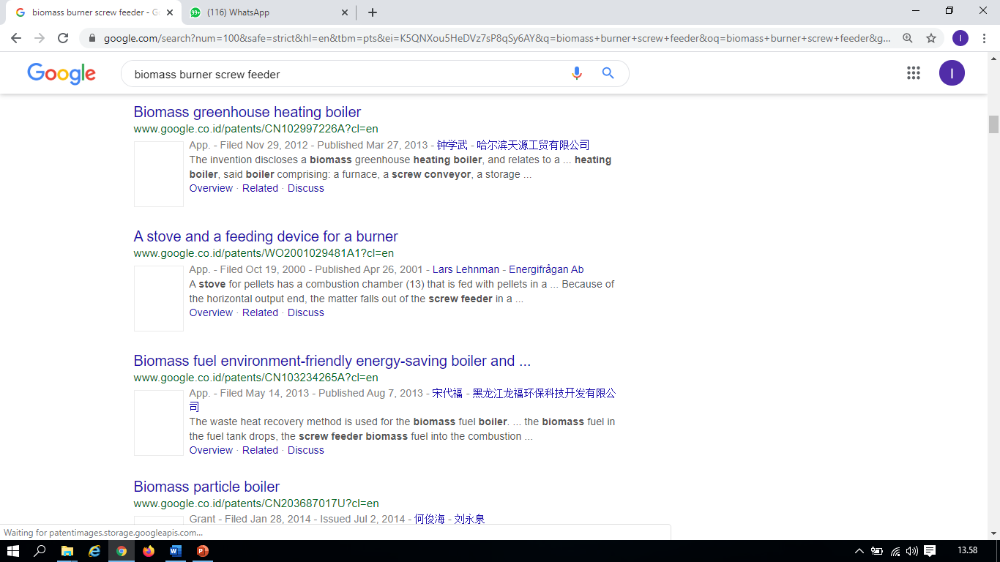 biomass burner screw feeder - G
(116) WhatsApp
google.com/search?num=100&safe=strict&hl=en&tbm=pts&ei=K5QNXou5HeDVz7sP8qSy6AY&q=biomass+burner+screw+feeder&oq=biomass+burner+screw+feeder&g...
I
Google
biomass burner screw feeder
I
Biomass greenhouse heating boiler
www.google.co.id/patents/CN102997226A?cl=en
App. - Filed Nov 29, 2012 - Published Mar 27, 2013 - 钟学武 - 哈尔滨天源工贸有限公司
The invention discloses a biomass greenhouse heating boiler, and relates to a ... heating
boiler, said boiler comprising: a furnace, a screw conveyor, a storage ...
Overview · Related · Discuss
A stove and a feeding device for a burner
www.google.co.id/patents/WO2001029481A1?cl=en
App. - Filed Oct 19, 2000 - Published Apr 26, 2001 - Lars Lehnman - Energifrågan Ab
A stove for pellets has a combustion chamber (13) that is fed with pellets in a ... Because of
the horizontal output end, the matter falls out of the screw feeder in a ...
Overview · Related · Discuss
Biomass fuel environment-friendly energy-saving boiler and ...
www.google.co.id/patents/CN103234265A?cl=en
App. - Filed May 14, 2013 - Published Aug 7, 2013 - 宋代福 - 黑龙江龙福环保科技开发有限公
司
The waste heat recovery method is used for the biomass fuel boiler. ... the biomass fuel in
the fuel tank drops, the screw feeder biomass fuel into the combustion ...
Overview · Related · Discuss
Biomass particle boiler
www.google.co.id/patents/CN203687017U?cl=en
Grant - Filed Jan 28, 2014 - Issued Jul 2, 2014 - 何俊海 - 刘永泉
Waiting for patentimages.storage.googleapis.com...
13.58